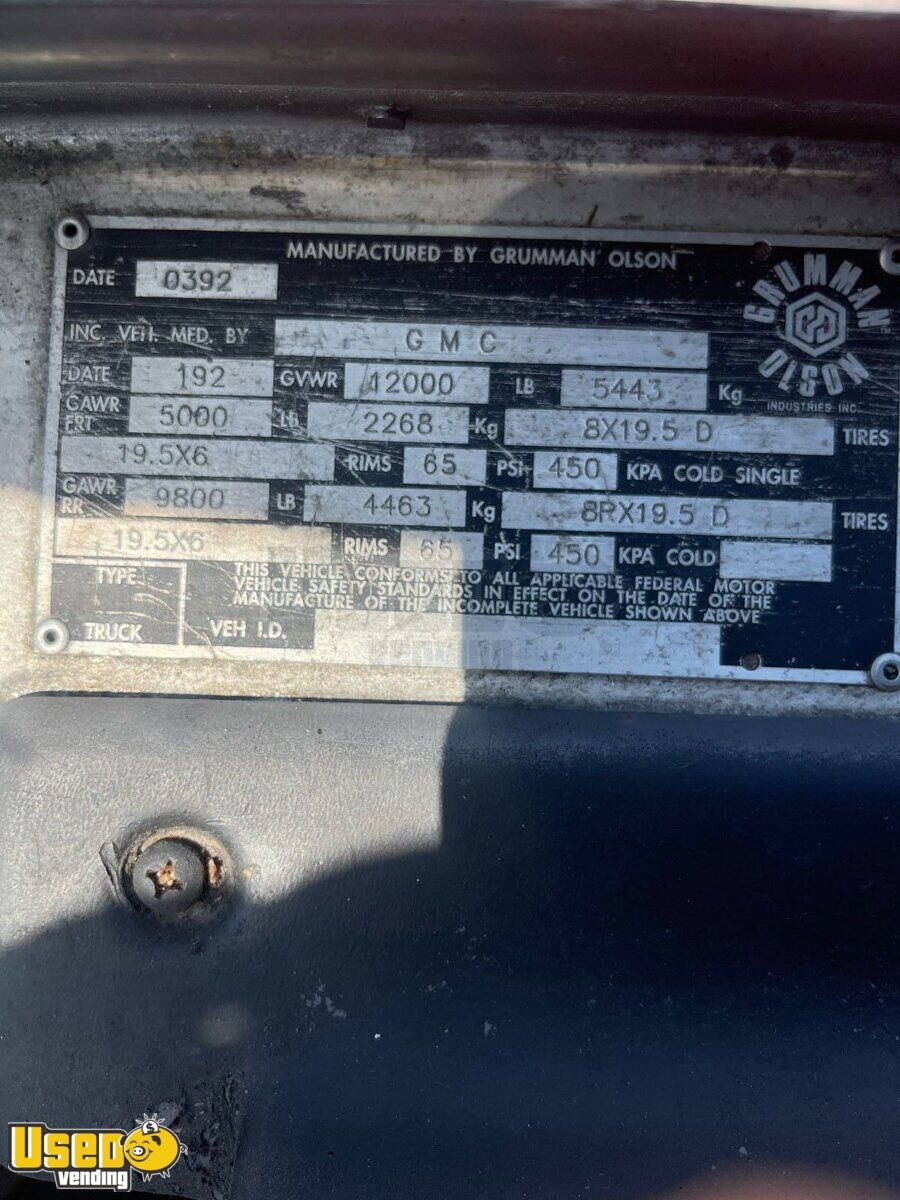 MANUFACTURED BY GRUMMAN OLSON
DATE 0392
INC. VEH. MFD. BY G M C
DATE 192 GVWR 12000 LB 5443 Kg
GAWR FRT 5000 LB 2268 Kg 8X19.5 D TIRES
19.5X6 RIMS 65 PSI 450 KPA COLD SINGLE
GAWR RR 9800 LB 4463 Kg 8RX19.5 D TIRES
19.5X6 RIMS 65 PSI 450 KPA COLD
THIS VEHICLE CONFORMS TO ALL APPLICABLE FEDERAL MOTOR
VEHICLE SAFETY STANDARDS IN EFFECT ON THE DATE OF THE
MANUFACTURE OF THE INCOMPLETE VEHICLE SHOWN ABOVE
TYPE
TRUCK VEH I.D.
GRUMMAN
OLSON
INDUSTRIES INC.
USED
vending